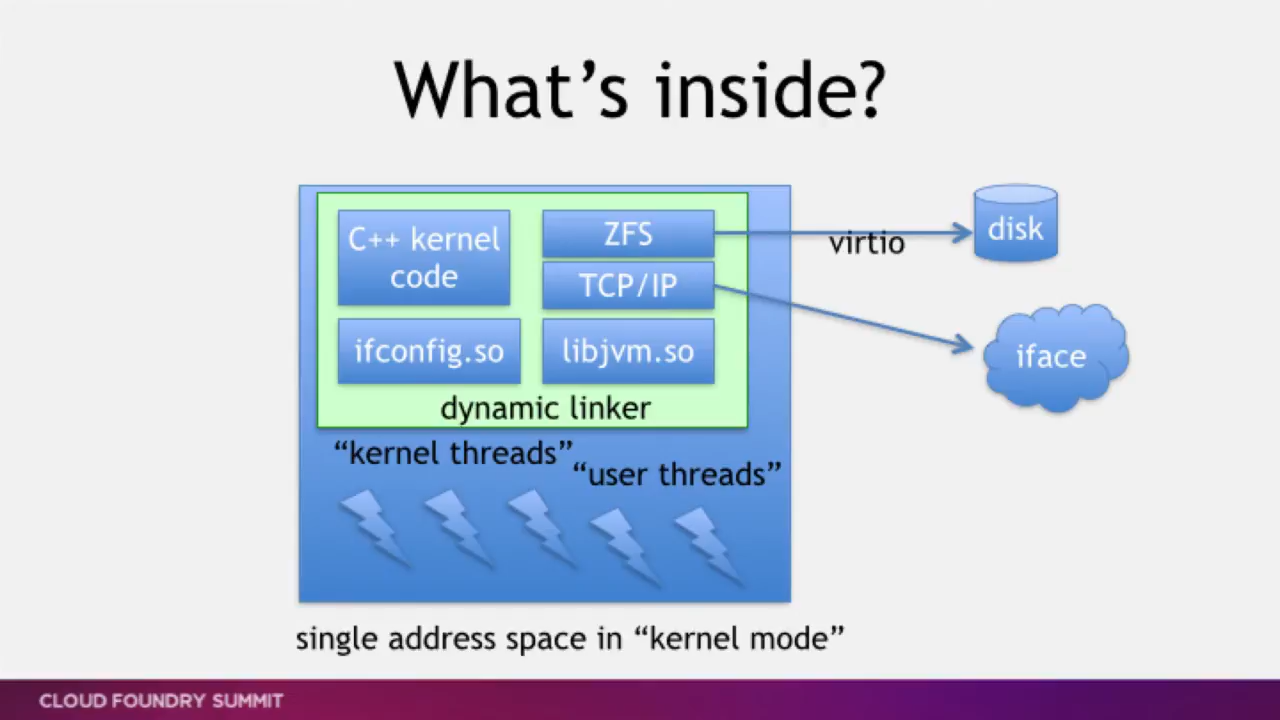 What’s inside?
C++ kernel
code
ZFS
TCP/IP
ifconfig.so
libjvm.so
dynamic linker
virtio
disk
iface
“kernel threads”
“user threads”
single address space in “kernel mode”
CLOUD FOUNDRY SUMMIT